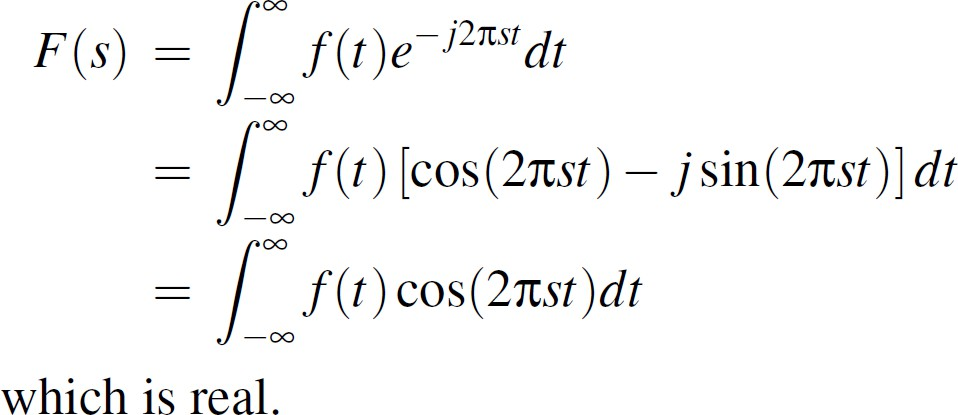 F(s) = ∫_{−∞}^{∞} f(t)e^{−j2πst}dt
= ∫_{−∞}^{∞} f(t) [cos(2πst) − j sin(2πst)] dt
= ∫_{−∞}^{∞} f(t) cos(2πst)dt
which is real.